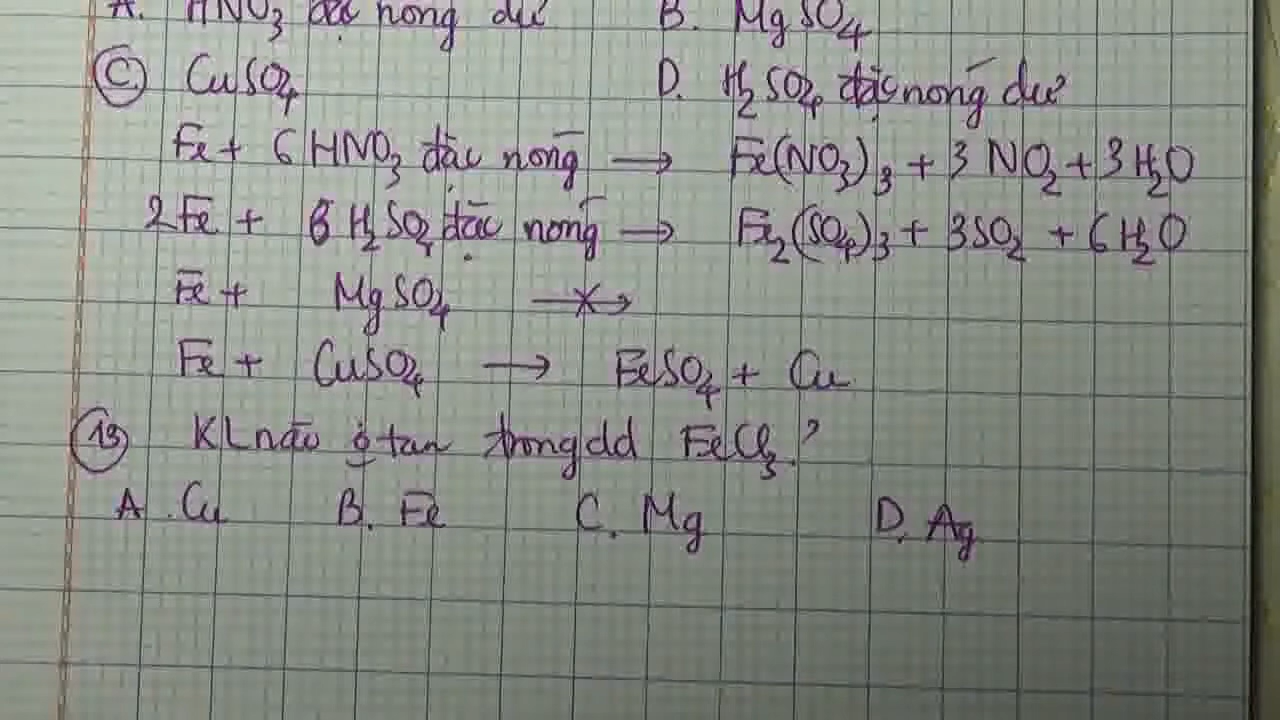 A. HNO₃ đặc nóng dư B. MgSO₄
C. CuSO₄ D. H₂SO₄ đặc nóng dư
Fe + 6HNO₃ đặc nóng → Fe(NO₃)₃ + 3NO₂ + 3H₂O
2Fe + 6H₂SO₄ đặc nóng → Fe₂(SO₄)₃ + 3SO₂ + 6H₂O
Fe + MgSO₄ -x->
Fe + CuSO₄ → FeSO₄ + Cu
13 KL nào ko tan trong dd FeCl₃?
A. Cu B. Fe C. Mg D. Ag